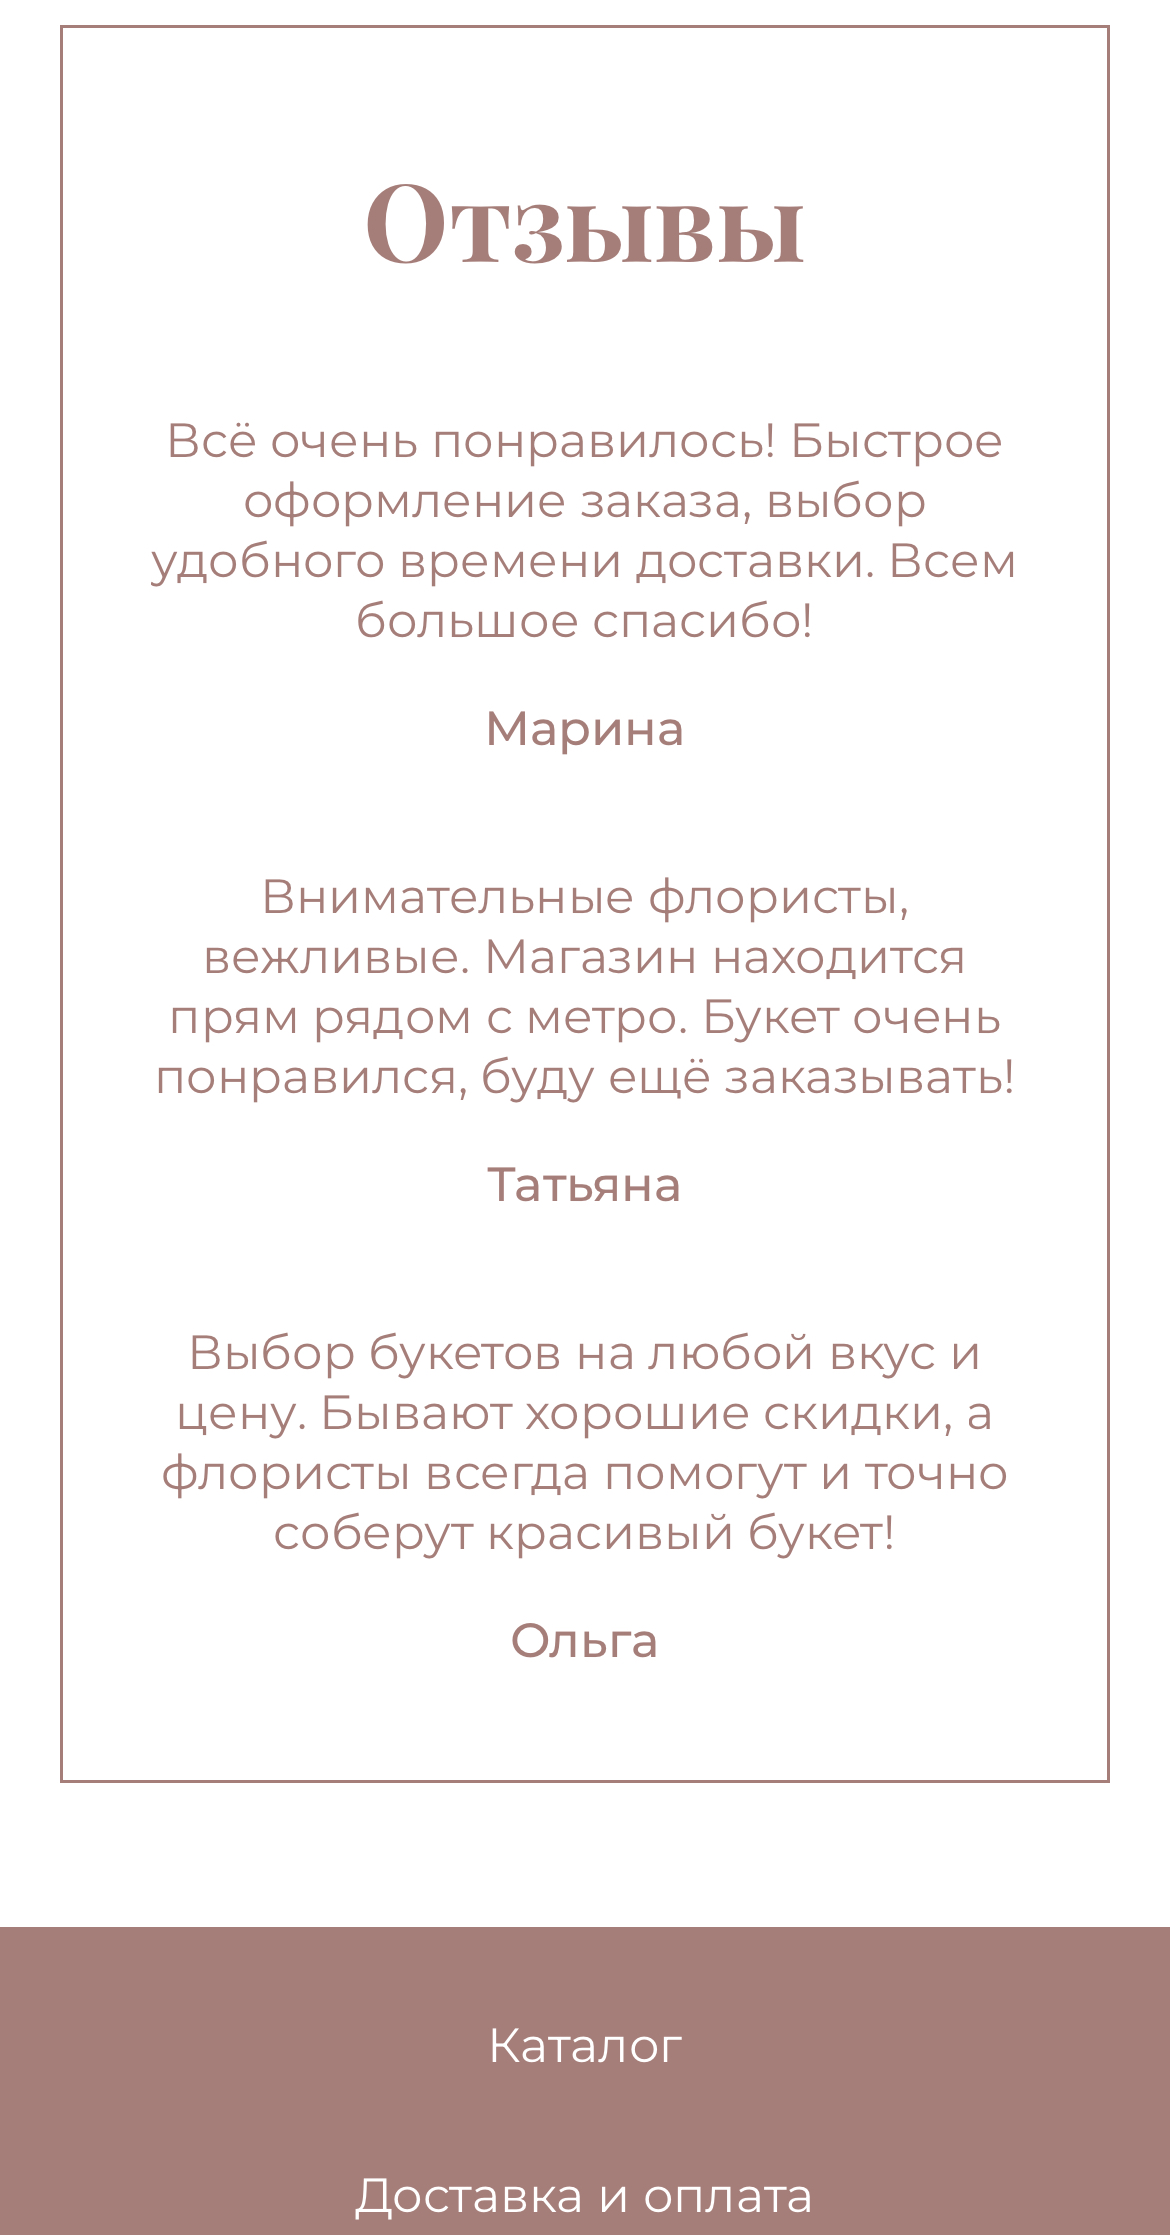 Отзывы
Всё очень понравилось! Быстрое
оформление заказа, выбор
удобного времени доставки. Всем
большое спасибо!
Марина
Внимательные флористы,
вежливые. Магазин находится
прям рядом с метро. Букет очень
понравился, буду ещё заказывать!
Татьяна
Выбор букетов на любой вкус и
цену. Бывают хорошие скидки, а
флористы всегда помогут и точно
соберут красивый букет!
Ольга
Каталог
Доставка и оплата